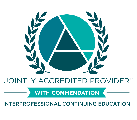 JOINTLY ACCREDITED PROVIDER
WITH COMMENDATION
INTERPROFESSIONAL CONTINUING EDUCATION